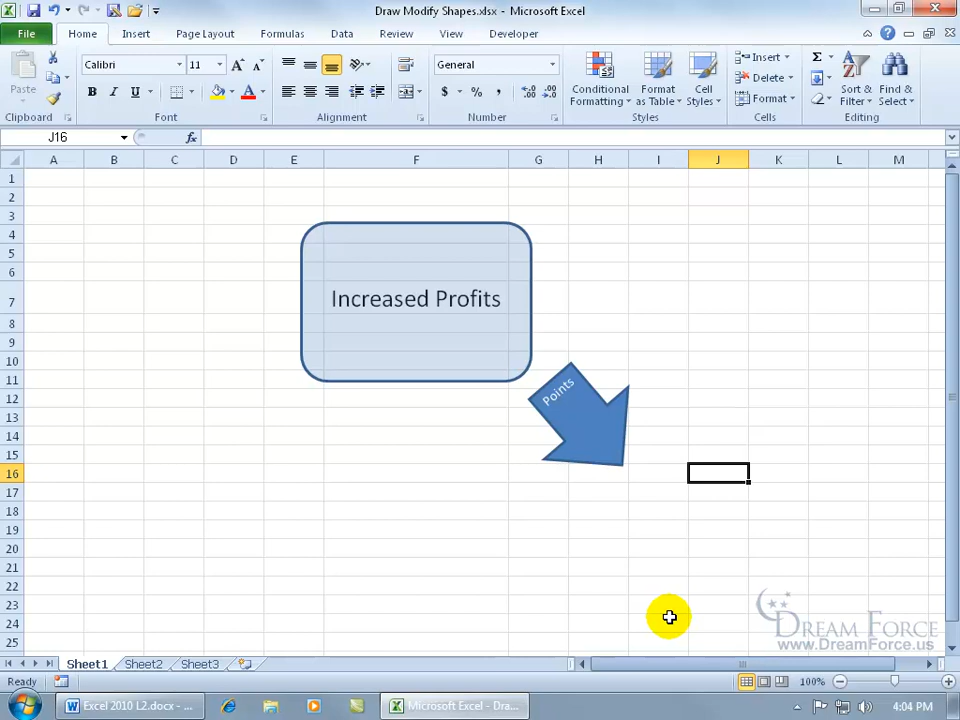 Draw Modify Shapes.xlsx - Microsoft Excel
File Home Insert Page Layout Formulas Data Review View Developer
Calibri 11 General
Insert
Delete
Format
Paste
Conditional Formatting
Format as Table
Cell Styles
Sort & Filter
Find & Select
Clipboard Font Alignment Number Styles Cells Editing
J16 fx
A B C D E F G H I J K L M
1
2
3
4
5
6
7
8
9
10
11
12
13
14
15
16
17
18
19
20
21
22
23
24
25
Increased Profits
Points
DREAM FORCE
www.DreamForce.us
Sheet1 Sheet2 Sheet3
Ready 100%
Excel 2010 L2.docx - ... Microsoft Excel - Dra... 4:04 PM